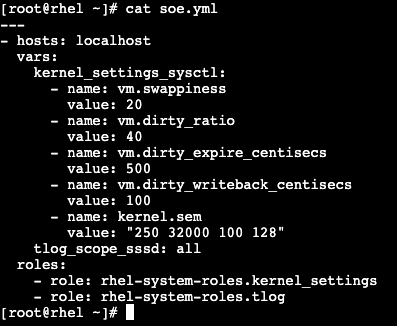 [root@rhel ~]# cat soe.yml
---
- hosts: localhost
  vars:
    kernel_settings_sysctl:
      - name: vm.swappiness
        value: 20
      - name: vm.dirty_ratio
        value: 40
      - name: vm.dirty_expire_centisecs
        value: 500
      - name: vm.dirty_writeback_centisecs
        value: 100
      - name: kernel.sem
        value: "250 32000 100 128"
    tlog_scope_sssd: all
  roles:
    - role: rhel-system-roles.kernel_settings
    - role: rhel-system-roles.tlog
[root@rhel ~]#